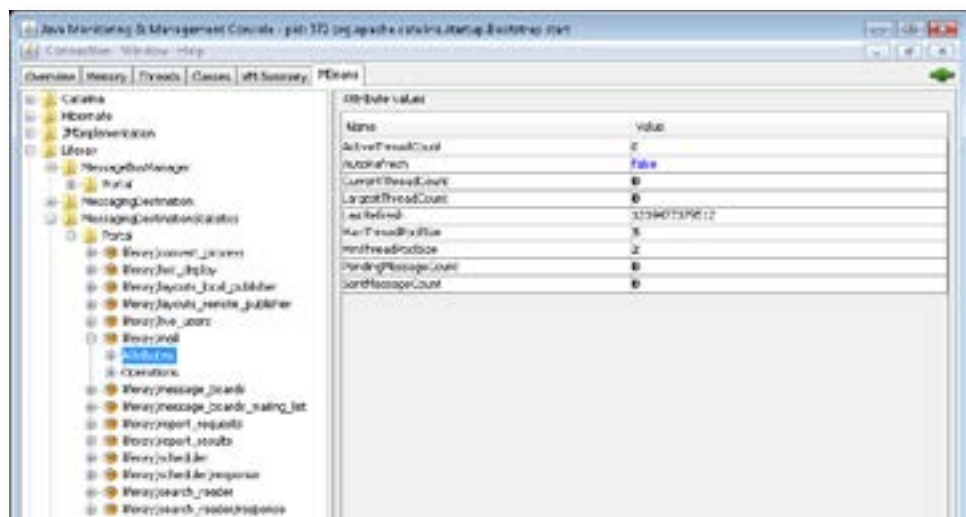 Java Monitoring & Management Console - pid: 372 org.apache.catalina.startup.Bootstrap start
Connection Window Help
Overview Memory Threads Classes VM Summary MBeans
Catalina
Hibernate
JMImplementation
Liferay
MessageBusManager
Portal
MessagingDestination
MessagingDestinationStatistics
Portal
liferay/convert_process
liferay/hot_deploy
liferay/layouts_local_publisher
liferay/layouts_remote_publisher
liferay/live_users
liferay/mail
Attributes
Operations
liferay/message_boards
liferay/message_boards_mailing_list
liferay/report_requests
liferay/report_results
liferay/scheduler
liferay/scheduler/response
liferay/search_reader
liferay/search_reader/response
Attribute values
Name Value
ActiveThreadCount 0
AutoRefresh false
CurrentThreadCount 0
LargestThreadCount 0
LastRefresh
MaxThreadPoolSize 5
MinThreadPoolSize 2
PendingMessageCount 0
SentMessageCount 0